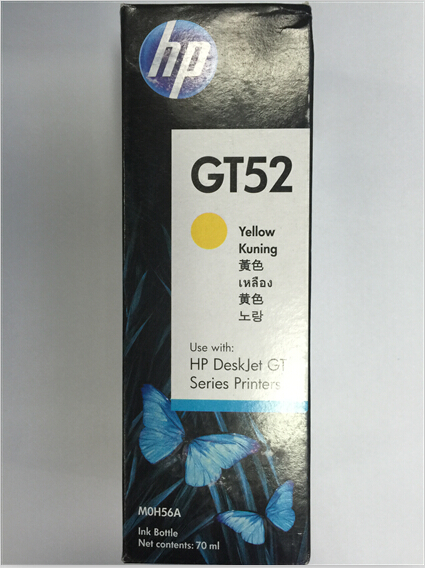 hp
GT52
Yellow
Kuning
黃色
เหลือง
黄色
노랑
Use with:
HP DeskJet GT
Series Printers
M0H56A
Ink Bottle
Net contents: 70 ml